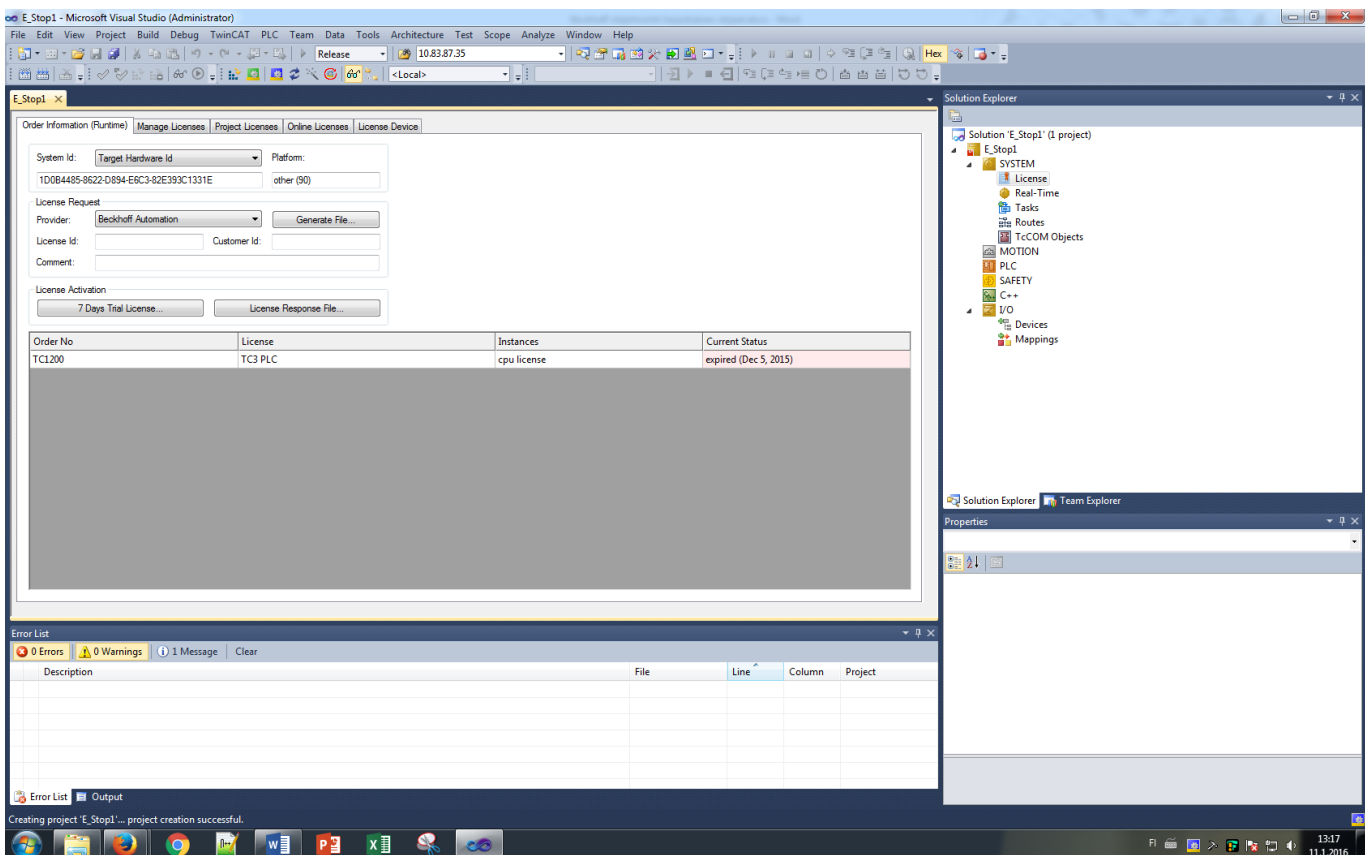 E_Stop1 - Microsoft Visual Studio (Administrator)
File Edit View Project Build Debug TwinCAT PLC Team Data Tools Architecture Test Scope Analyze Window Help
Release 10.83.87.35 Hex
<Local>
E_Stop1
Order Information (Runtime) Manage Licenses Project Licenses Online Licenses License Device
System Id: Target Hardware Id Platform:
1D0B4485-8622-D894-E6C3-82E393C1331E other (90)
License Request
Provider: Beckhoff Automation Generate File...
License Id: Customer Id:
Comment:
License Activation
7 Days Trial License... License Response File...
Order No License Instances Current Status
TC1200 TC3 PLC cpu license expired (Dec 5, 2015)
Error List
0 Errors 0 Warnings 1 Message Clear
Description File Line Column Project
Error List Output
Creating project 'E_Stop1'... project creation successful.
Solution Explorer
Solution 'E_Stop1' (1 project)
E_Stop1
SYSTEM
License
Real-Time
Tasks
Routes
TcCOM Objects
MOTION
PLC
SAFETY
C++
I/O
Devices
Mappings
Solution Explorer Team Explorer
Properties
FI 13:17
11.1.2016